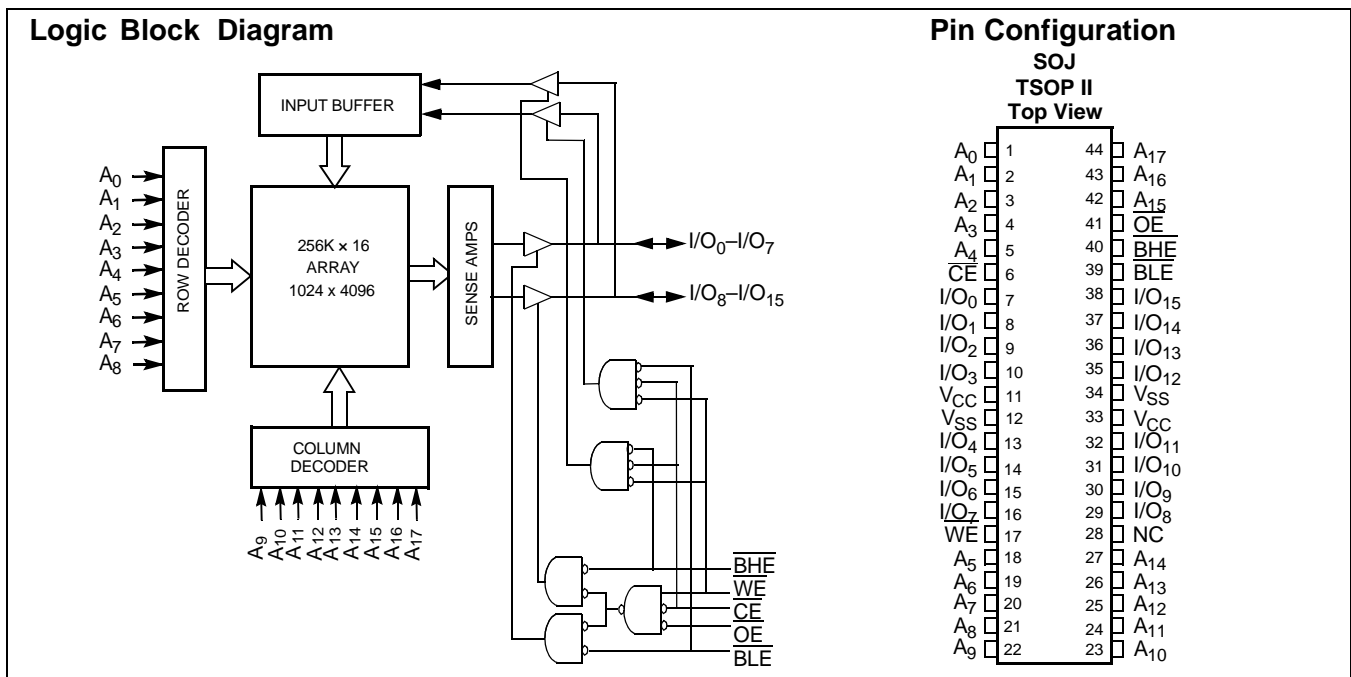 Logic Block Diagram
INPUT BUFFER
A0
A1
A2
A3
A4
A5
A6
A7
A8
ROW DECODER
256K × 16
ARRAY
1024 x 4096
SENSE AMPS
I/O0–I/O7
I/O8–I/O15
COLUMN
DECODER
A9
A10
A11
A12
A13
A14
A15
A16
A17
BHE
WE
CE
OE
BLE
Pin Configuration
SOJ
TSOP II
Top View
A0 1 44 A17
A1 2 43 A16
A2 3 42 A15
A3 4 41 OE
A4 5 40 BHE
CE 6 39 BLE
I/O0 7 38 I/O15
I/O1 8 37 I/O14
I/O2 9 36 I/O13
I/O3 10 35 I/O12
VCC 11 34 VSS
VSS 12 33 VCC
I/O4 13 32 I/O11
I/O5 14 31 I/O10
I/O6 15 30 I/O9
I/O7 16 29 I/O8
WE 17 28 NC
A5 18 27 A14
A6 19 26 A13
A7 20 25 A12
A8 21 24 A11
A9 22 23 A10